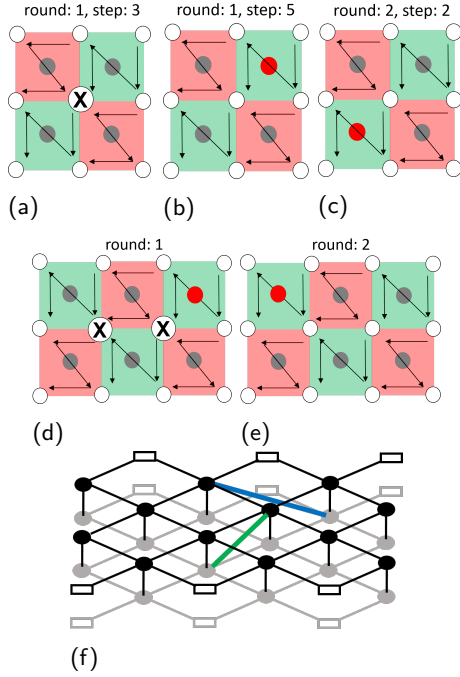 round: 1, step: 3
round: 1, step: 5
round: 2, step: 2
X
(a)
(b)
(c)
round: 1
round: 2
X
X
(d)
(e)
(f)